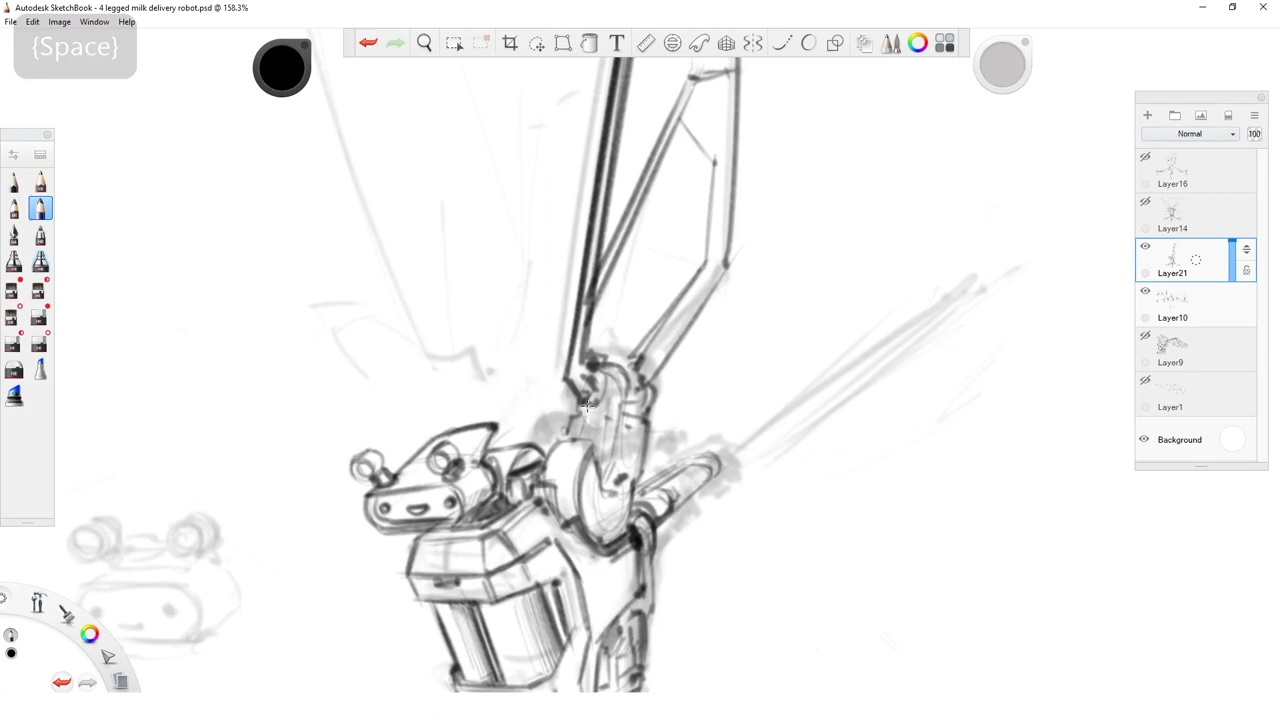 Autodesk SketchBook - 4 legged milk delivery robot.psd @ 158.3%
File Edit Image Window Help
{Space}
Normal
100
Layer16
Layer14
Layer21
Layer10
Layer9
Layer1
Background